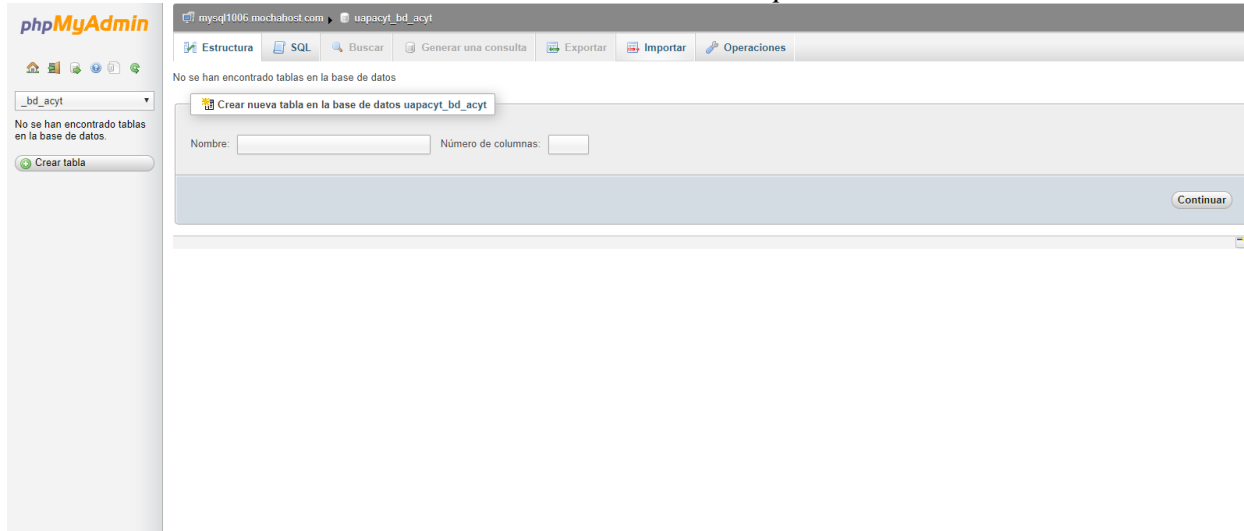 phpMyAdmin
_bd_acyt
No se han encontrado tablas
en la base de datos.
Crear tabla
mysql1006.mochahost.com ▸ uapacyt_bd_acyt
Estructura SQL Buscar Generar una consulta Exportar Importar Operaciones
No se han encontrado tablas en la base de datos
Crear nueva tabla en la base de datos uapacyt_bd_acyt
Nombre: Número de columnas:
Continuar